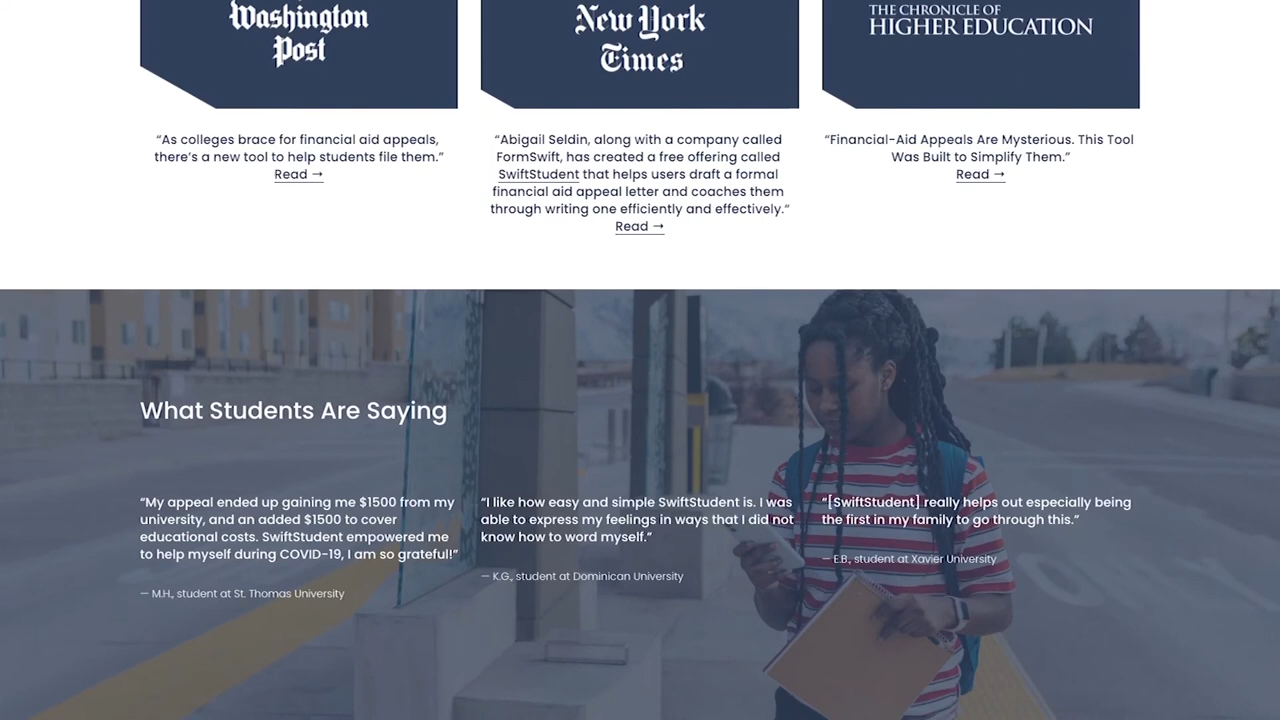 Washington
Post
New York
Times
THE CHRONICLE OF
HIGHER EDUCATION
“As colleges brace for financial aid appeals,
there’s a new tool to help students file them.”
Read →
“Abigail Seldin, along with a company called
FormSwift, has created a free offering called
SwiftStudent that helps users draft a formal
financial aid appeal letter and coaches them
through writing one efficiently and effectively.”
Read →
“Financial-Aid Appeals Are Mysterious. This Tool
Was Built to Simplify Them.”
Read →
What Students Are Saying
“My appeal ended up gaining me $1500 from my
university, and an added $1500 to cover
educational costs. SwiftStudent empowered me
to help myself during COVID-19, I am so grateful!”
— M.H., student at St. Thomas University
“I like how easy and simple SwiftStudent is. I was
able to express my feelings in ways that I did not
know how to word myself.”
— K.G., student at Dominican University
“[SwiftStudent] really helps out especially being
the first in my family to go through this.”
— E.B., student at Xavier University